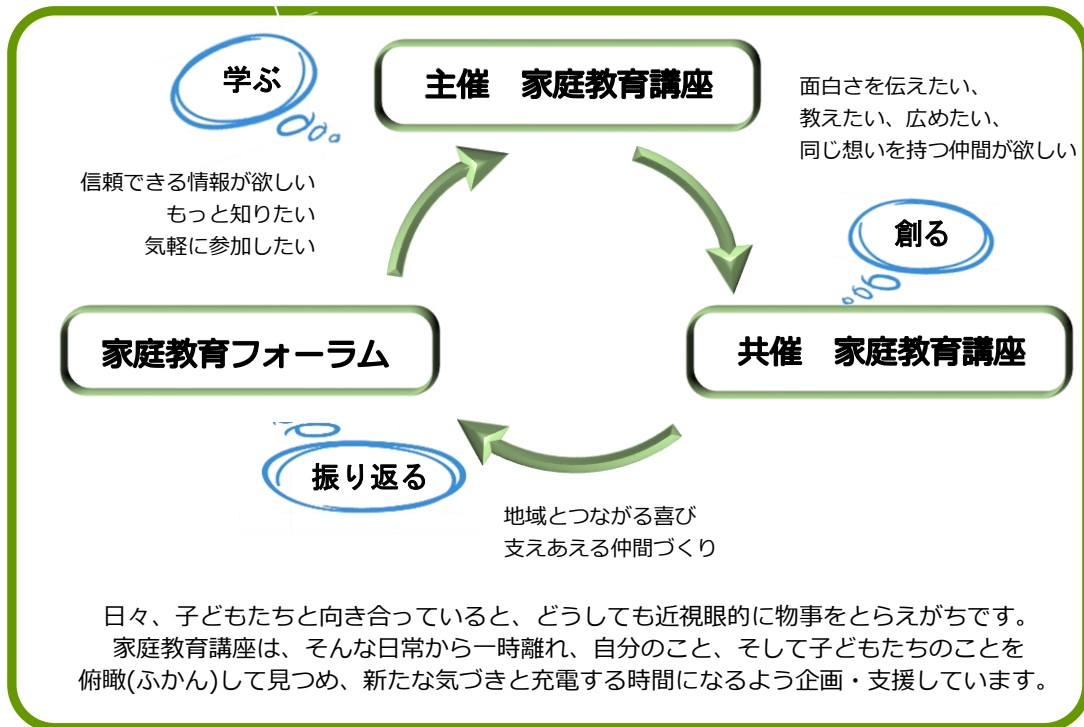 学ぶ
主催　家庭教育講座
面白さを伝えたい、
教えたい、広めたい、
同じ想いを持つ仲間が欲しい
信頼できる情報が欲しい
もっと知りたい
気軽に参加したい
創る
家庭教育フォーラム
共催　家庭教育講座
振り返る
地域とつながる喜び
支えあえる仲間づくり
日々、子どもたちと向き合っていると、どうしても近視眼的に物事をとらえがちです。
家庭教育講座は、そんな日常から一時離れ、自分のこと、そして子どもたちのことを
俯瞰(ふかん)して見つめ、新たな気づきと充電する時間になるよう企画・支援しています。